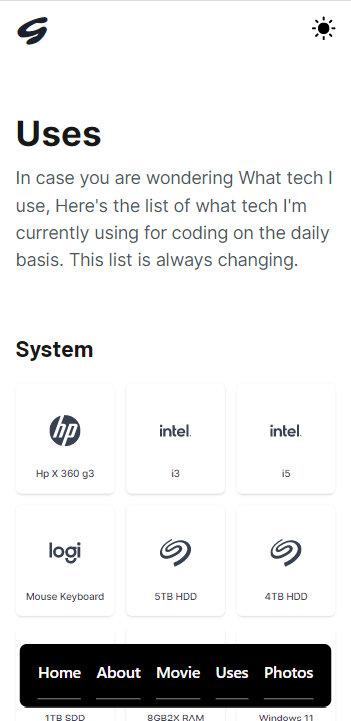 Uses
In case you are wondering What tech I
use, Here's the list of what tech I'm
currently using for coding on the daily
basis. This list is always changing.
System
hp
intel.
intel.
Hp X 360 g3
i3
i5
logi
Mouse Keyboard
5TB HDD
4TB HDD
Home About Movie Uses Photos
1TB SDD
8GB2X RAM
Windows 11